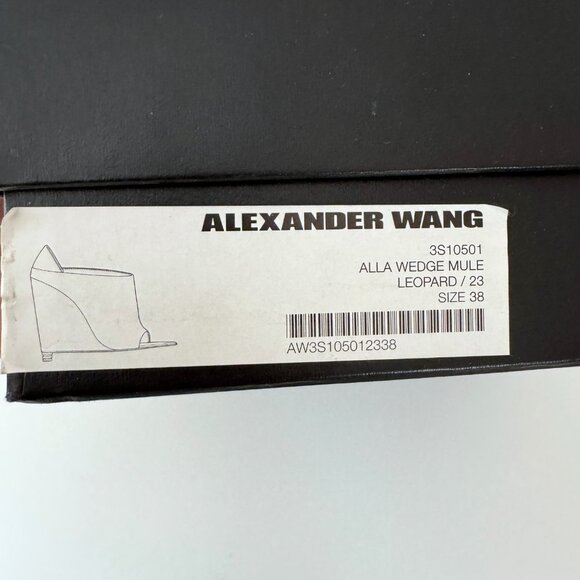 ALEXANDER WANG
3S10501
ALLA WEDGE MULE
LEOPARD / 23
SIZE 38
AW3S105012338